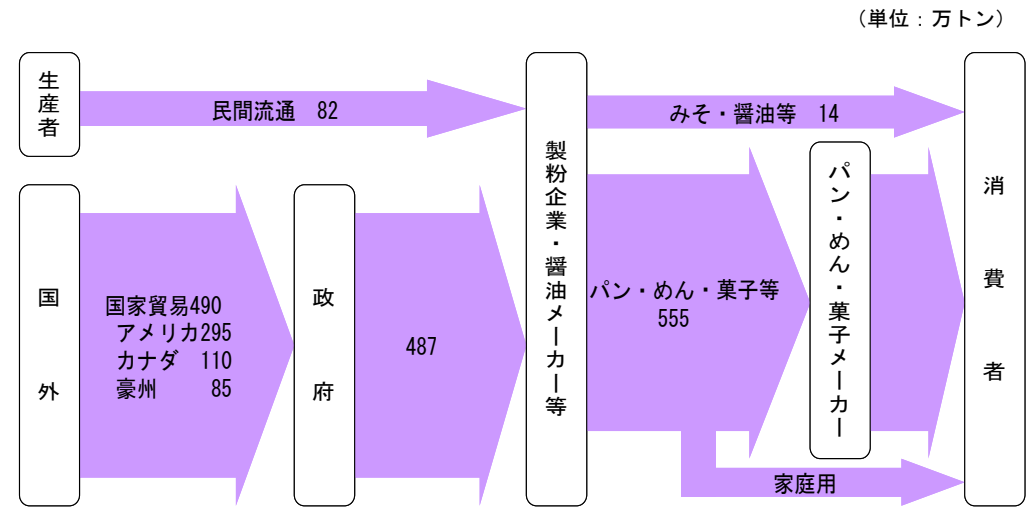 （単位：万トン）
生産者
民間流通　82
国外
国家貿易490
アメリカ295
カナダ　110
豪州　　85
政府
487
製粉企業・醤油メーカー等
みそ・醤油等　14
パン・めん・菓子等
555
パン・めん・菓子メーカー
家庭用
消費者